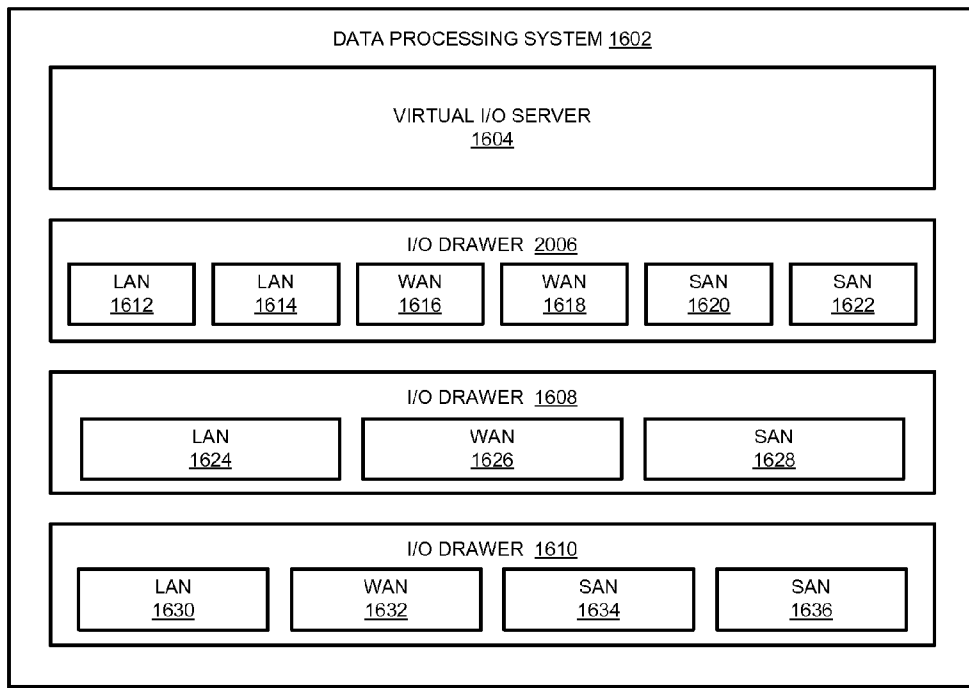 DATA PROCESSING SYSTEM 1602
VIRTUAL I/O SERVER
1604
I/O DRAWER 2006
LAN
1612
LAN
1614
WAN
1616
WAN
1618
SAN
1620
SAN
1622
I/O DRAWER 1608
LAN
1624
WAN
1626
SAN
1628
I/O DRAWER 1610
LAN
1630
WAN
1632
SAN
1634
SAN
1636